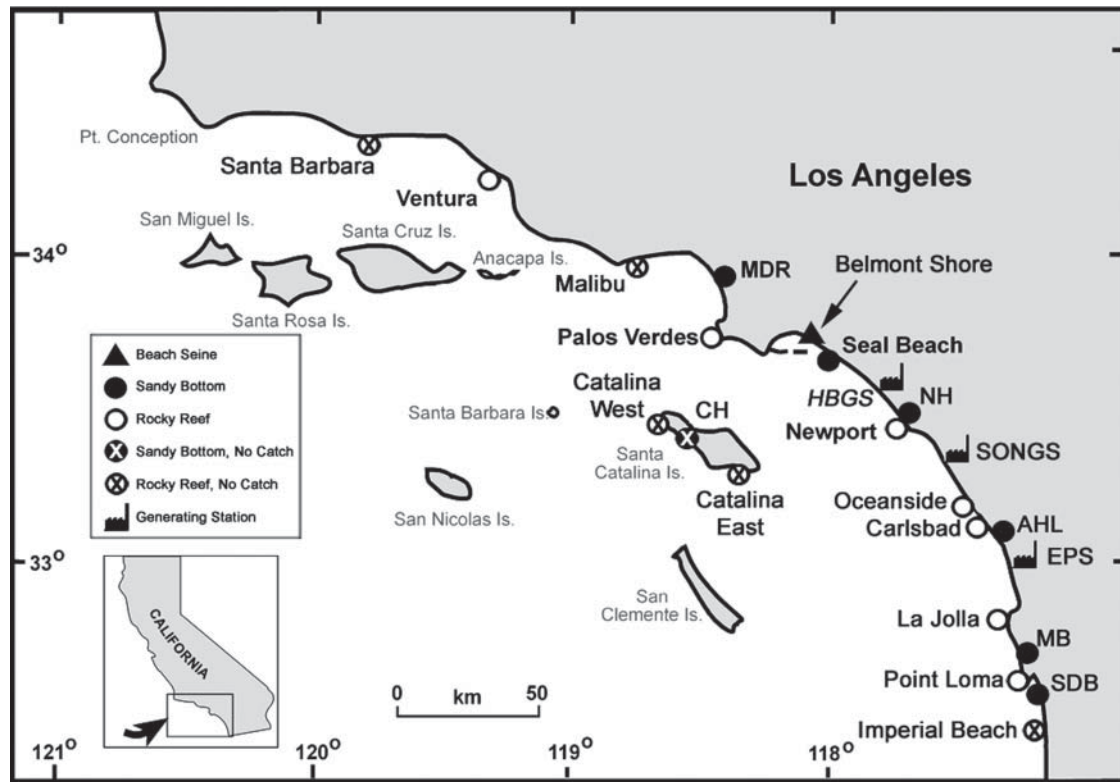 Pt. Conception
Santa Barbara
Ventura
Los Angeles
San Miguel Is.
Santa Cruz Is.
Anacapa Is.
Santa Rosa Is.
34°
Malibu
MDR
Belmont Shore
Palos Verdes
Seal Beach
HBGS
NH
Newport
Beach Seine
Sandy Bottom
Rocky Reef
Sandy Bottom, No Catch
Rocky Reef, No Catch
Generating Station
Santa Barbara Is.
Catalina
West
CH
Santa
Catalina Is.
Catalina
East
San Nicolas Is.
SONGS
Oceanside
Carlsbad
AHL
EPS
33°
San
Clemente Is.
La Jolla
MB
Point Loma
SDB
Imperial Beach
CALIFORNIA
0 km 50
121° 120° 119° 118°